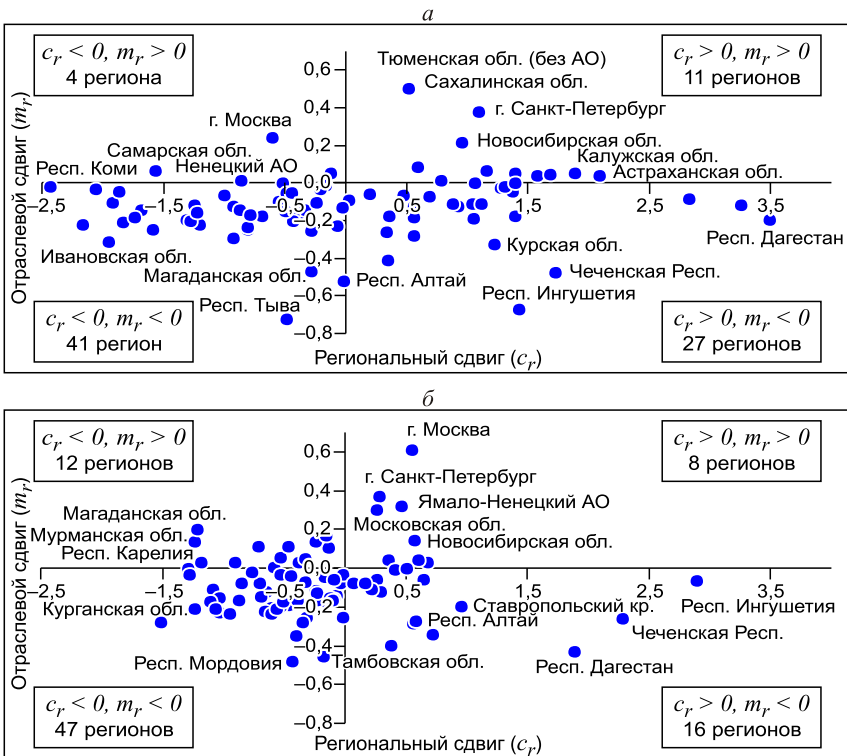 а
c_r < 0, m_r > 0
4 региона
c_r > 0, m_r > 0
11 регионов
Тюменская обл. (без АО)
Сахалинская обл.
г. Санкт-Петербург
г. Москва
Новосибирская обл.
Самарская обл.
Калужская обл.
Респ. Коми
Ненецкий АО
Астраханская обл.
0,6
0,4
0,2
0
–2,5
–1,5
–0,5
0,5
1,5
2,5
3,5
–0,2
–0,4
–0,6
–0,8
Отраслевой сдвиг (m_r)
Ивановская обл.
Курская обл.
Респ. Дагестан
Магаданская обл.
Респ. Алтай
Чеченская Респ.
Респ. Тыва
Респ. Ингушетия
c_r < 0, m_r < 0
41 регион
c_r > 0, m_r < 0
27 регионов
Региональный сдвиг (c_r)
б
c_r < 0, m_r > 0
12 регионов
c_r > 0, m_r > 0
8 регионов
г. Москва
г. Санкт-Петербург
Ямало-Ненецкий АО
Магаданская обл.
Московская обл.
Мурманская обл.
Новосибирская обл.
Респ. Карелия
0,6
0,4
0,2
0
–2,5
–1,5
–0,5
0,5
1,5
2,5
3,5
–0,2
–0,4
–0,6
–0,8
Отраслевой сдвиг (m_r)
Курганская обл.
Ставропольский кр.
Респ. Ингушетия
Респ. Алтай
Чеченская Респ.
Респ. Мордовия
Тамбовская обл.
Респ. Дагестан
c_r < 0, m_r < 0
47 регионов
c_r > 0, m_r < 0
16 регионов
Региональный сдвиг (c_r)